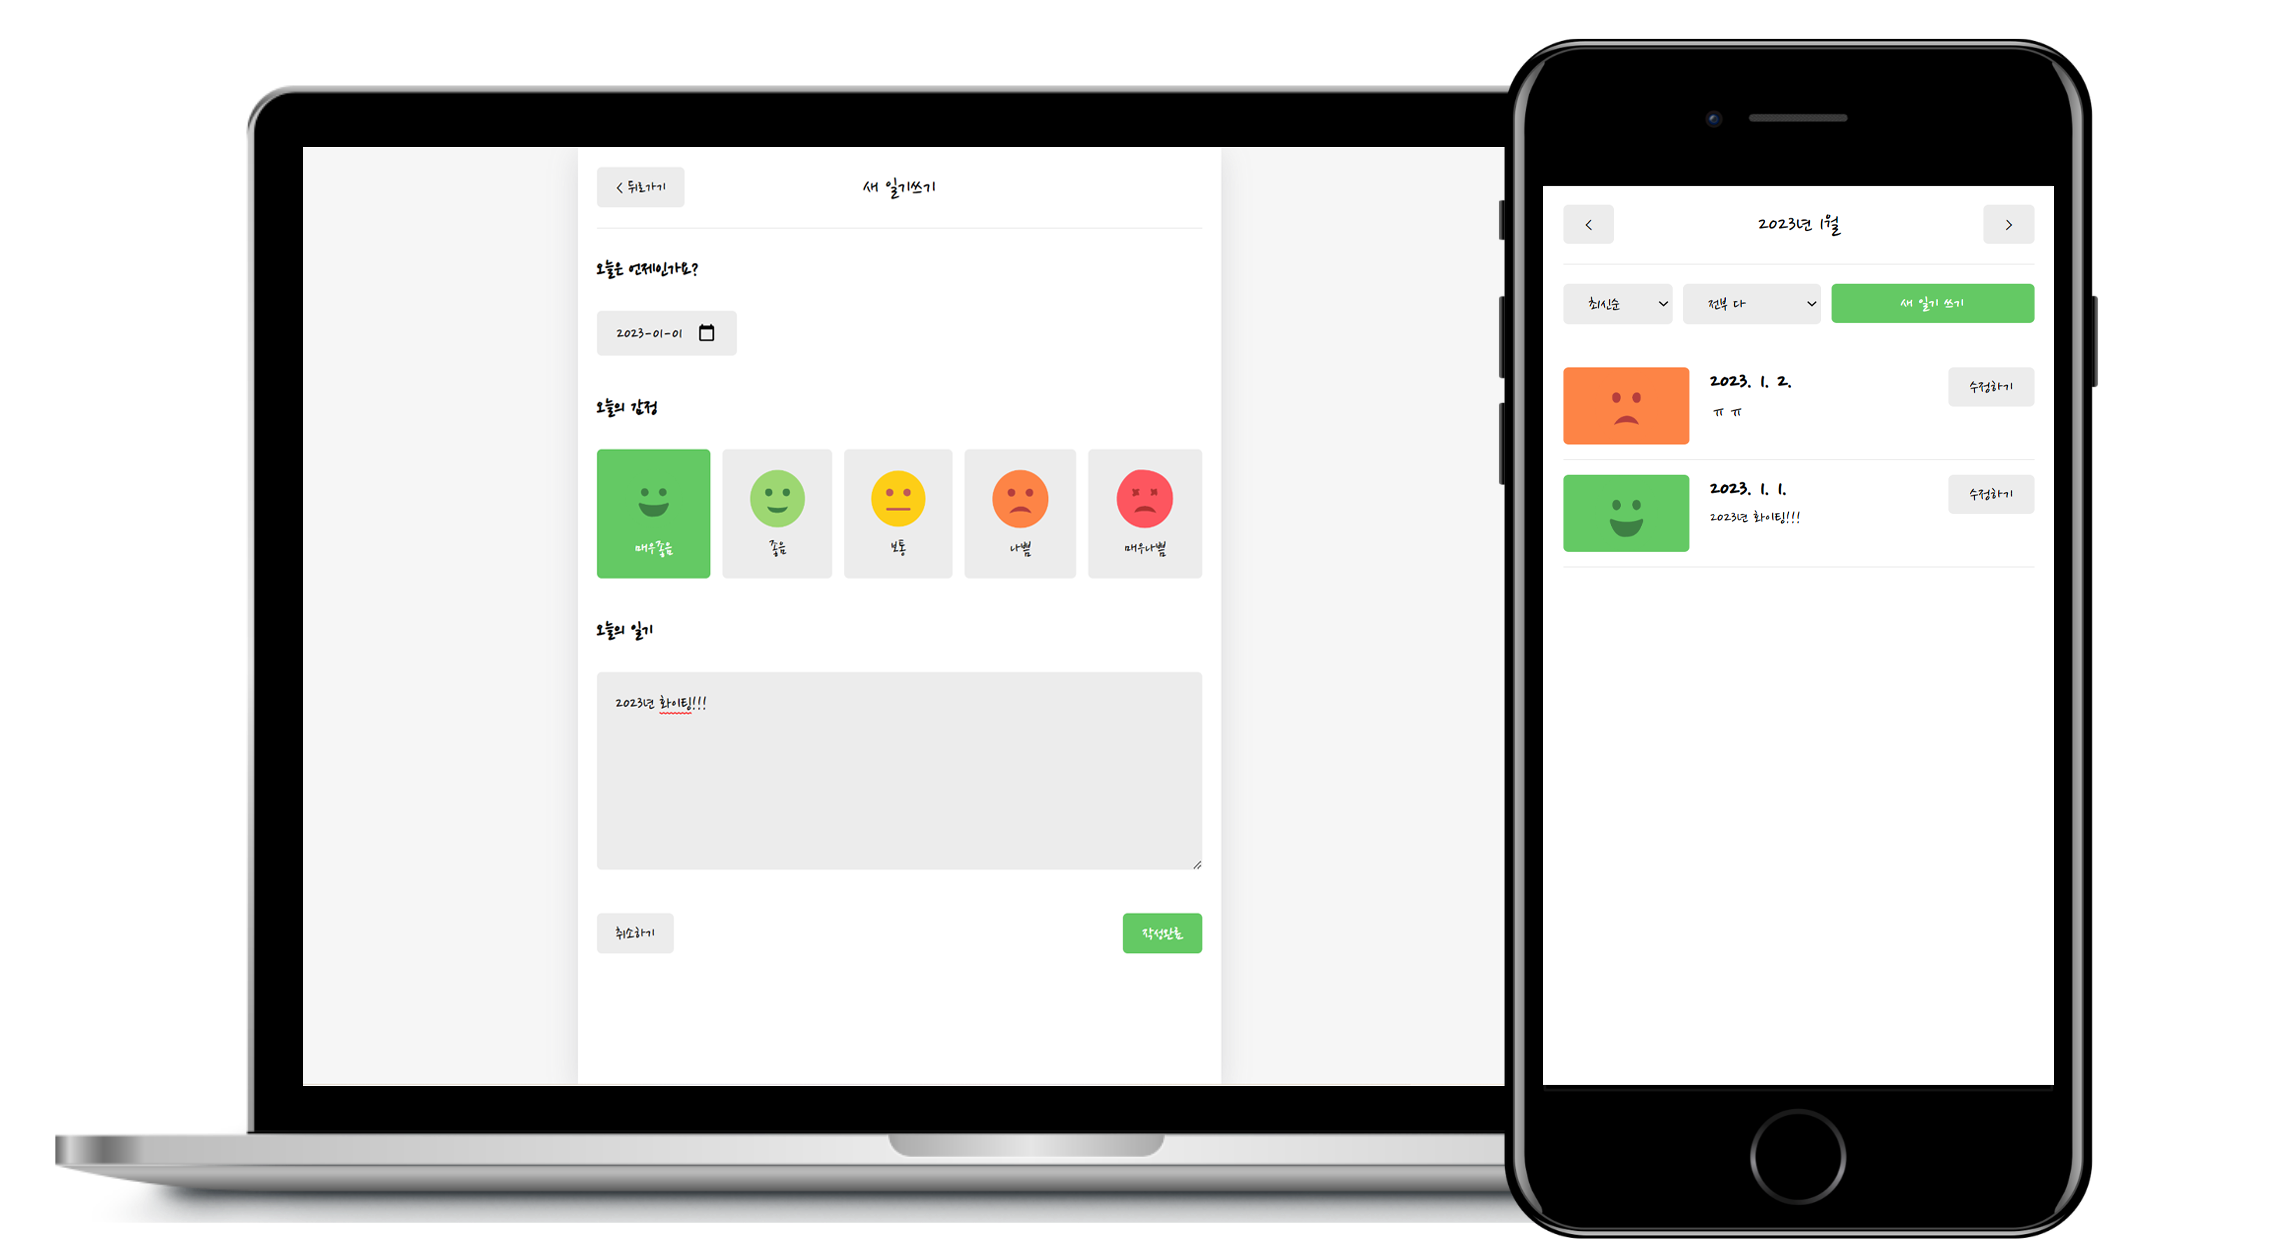 < 뒤로가기
새 일기쓰기
오늘은 언제인가요?
2023-01-01
오늘의 감정
매우좋음
좋음
보통
나쁨
매우나쁨
오늘의 일기
2023년 화이팅!!!
취소하기
작성완료
<
2023년 1월
>
최신순
전부 다
새 일기 쓰기
2023. 1. 2.
ㅠ ㅠ
수정하기
2023. 1. 1.
2023년 화이팅!!!
수정하기